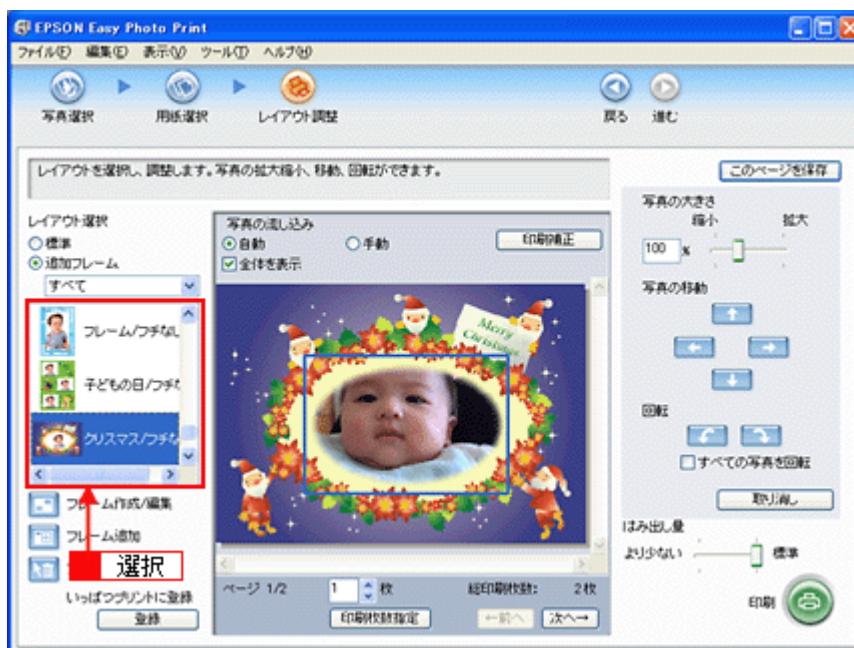 EPSON Easy Photo Print
ファイル(F) 編集(E) 表示(V) ツール(T) ヘルプ(H)
写真選択
用紙選択
レイアウト調整
戻る
進む
レイアウトを選択し、調整します。写真の拡大縮小、移動、回転ができます。
このページを保存
レイアウト選択
標準
追加フレーム
すべて
フレーム/フチなし
子どもの日/フチな
クリスマス/フチな
フレーム作成/編集
フレーム追加
選択
いっぱつプリントに登録
登録
写真の流し込み
自動
手動
印刷補正
全体を表示
Merry
Christmas
ページ 1/2
1 枚
総印刷枚数: 2枚
印刷枚数指定
←前へ
次へ→
写真の大きさ
縮小
拡大
100 %
写真の移動
回転
すべての写真を回転
取り消し
はみ出し量
より少ない
標準
印刷